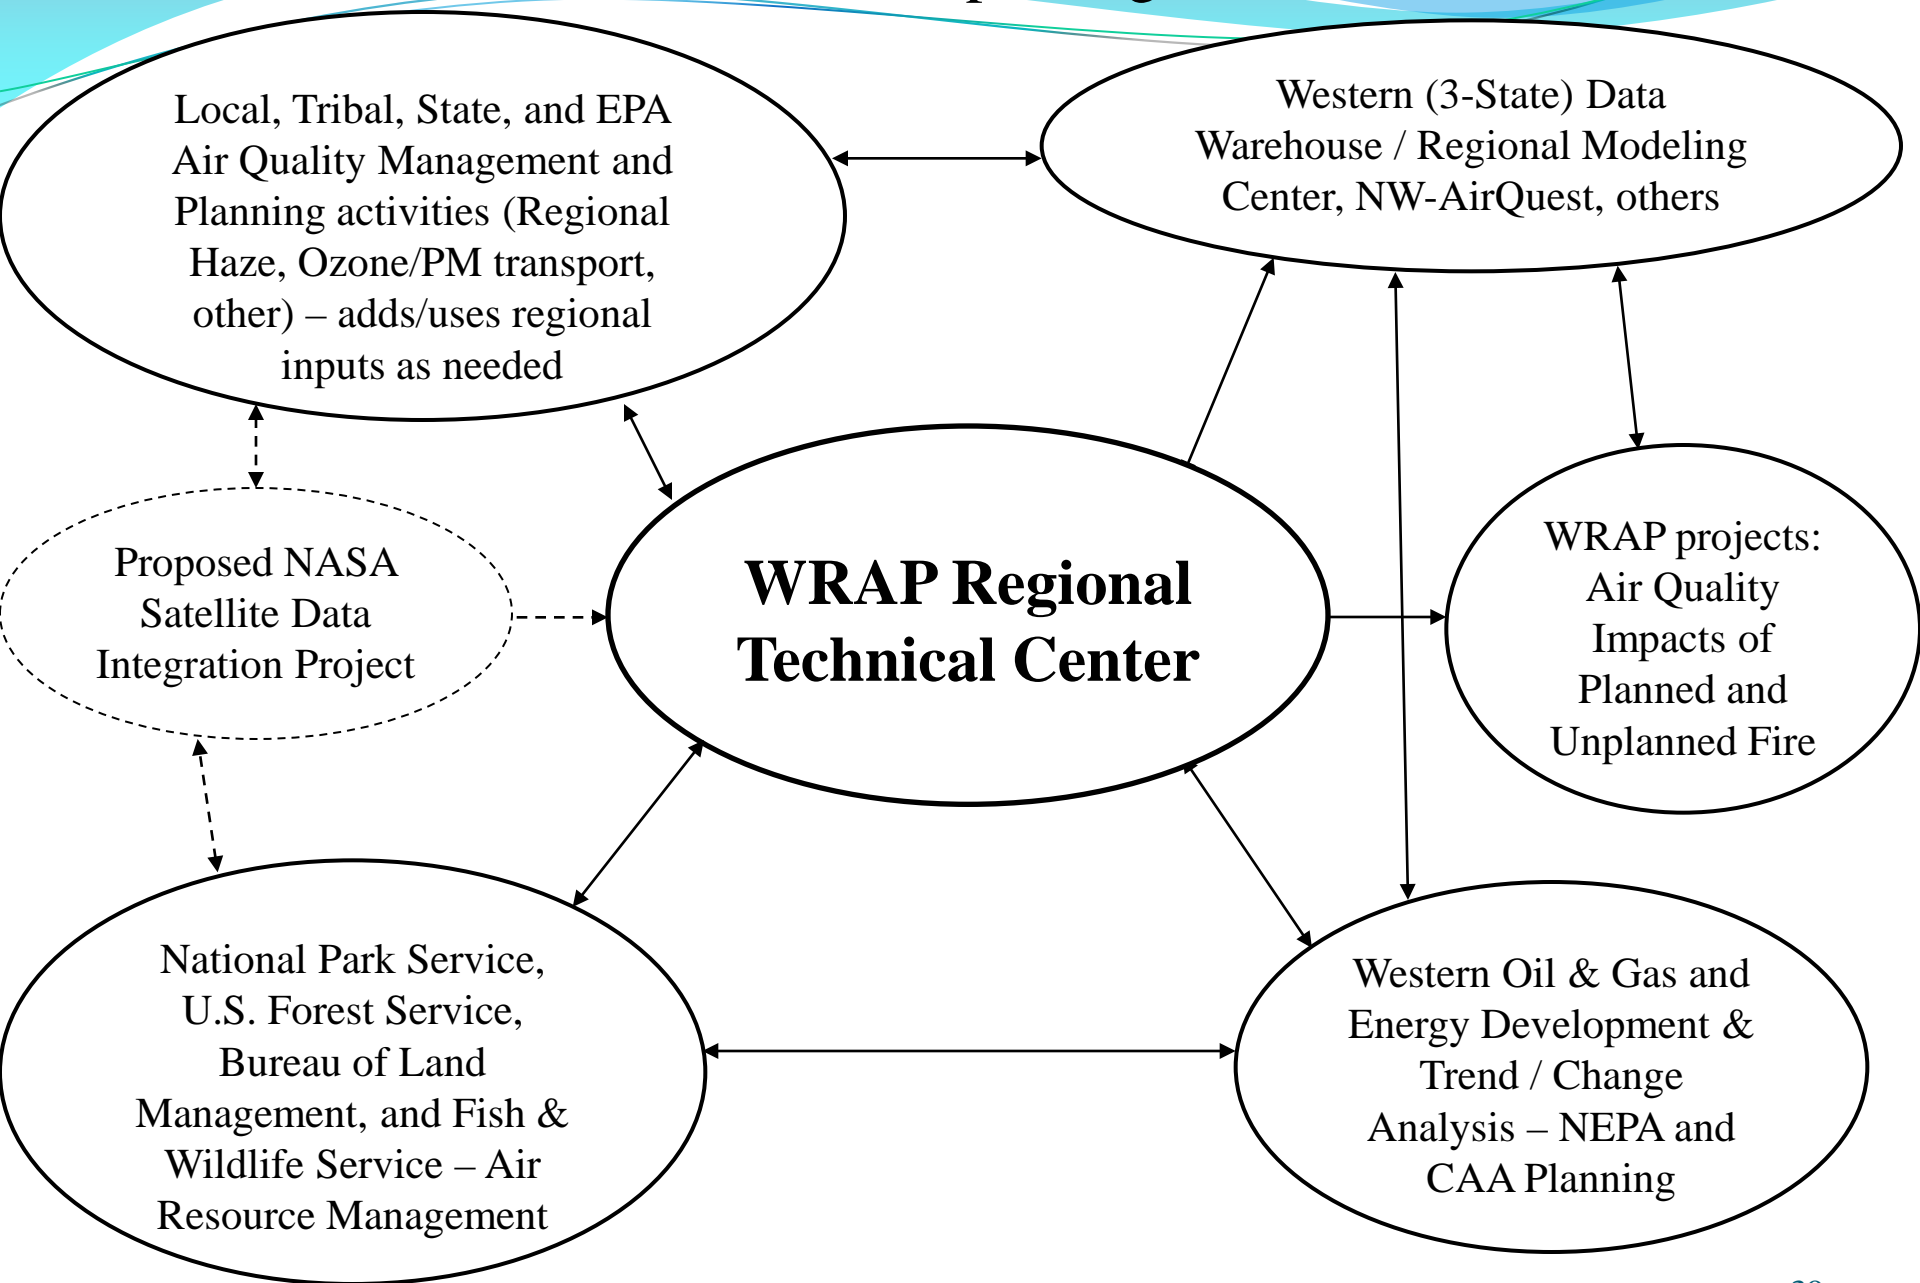 Local, Tribal, State, and EPA
Air Quality Management and
Planning activities (Regional
Haze, Ozone/PM transport,
other) – adds/uses regional
inputs as needed
Western (3-State) Data
Warehouse / Regional Modeling
Center, NW-AirQuest, others
Proposed NASA
Satellite Data
Integration Project
WRAP Regional
Technical Center
WRAP projects:
Air Quality
Impacts of
Planned and
Unplanned Fire
National Park Service,
U.S. Forest Service,
Bureau of Land
Management, and Fish &
Wildlife Service – Air
Resource Management
Western Oil & Gas and
Energy Development &
Trend / Change
Analysis – NEPA and
CAA Planning